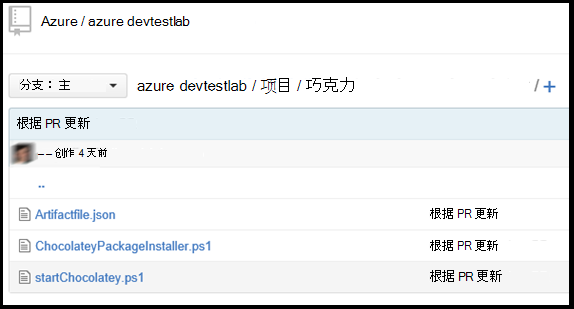 Azure / azure devtestlab
分支：主 azure devtestlab / 项目 / 巧克力 / +
根据 PR 更新
-- 创作 4 天前
..
Artifactfile.json 根据 PR 更新
ChocolateyPackageInstaller.ps1 根据 PR 更新
startChocolatey.ps1 根据 PR 更新